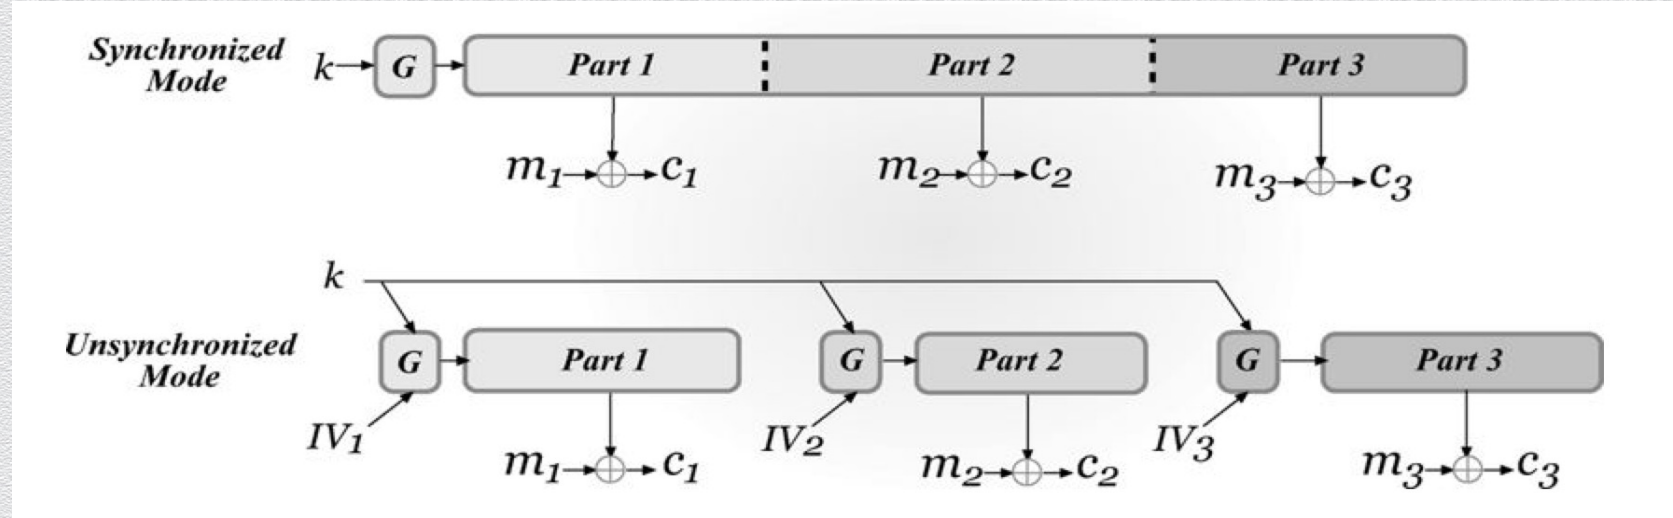 Synchronized
Mode
k G Part 1 Part 2 Part 3
m1 c1 m2 c2 m3 c3
k
Unsynchronized
Mode
G Part 1 G Part 2 G Part 3
IV1 IV2 IV3
m1 c1 m2 c2 m3 c3